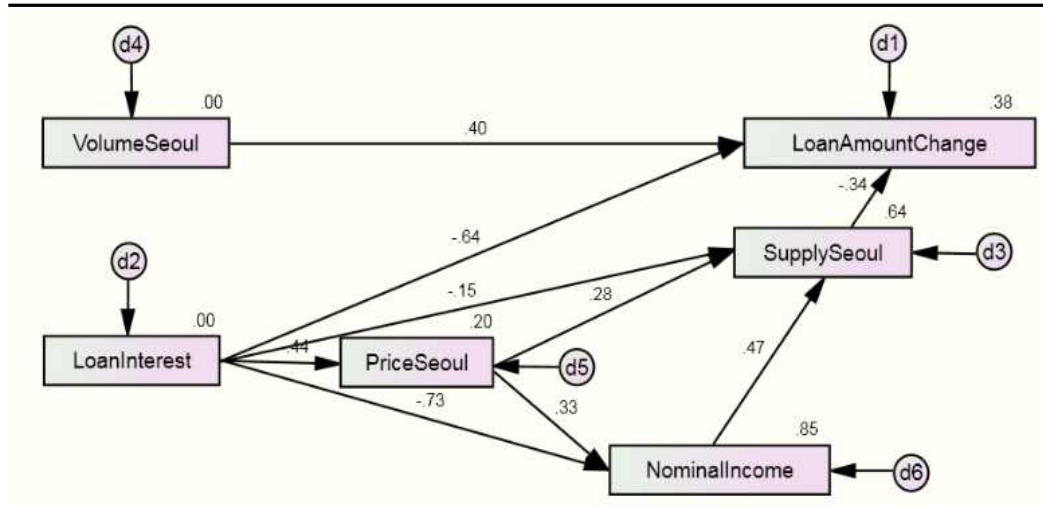 d4
d1
.00
.38
VolumeSeoul
.40
LoanAmountChange
-.34
.64
d2
-.64
SupplySeoul
d3
-.15
.28
.00
.20
LoanInterest
.44
PriceSeoul
d5
.47
-.73
.33
.85
NominalIncome
d6